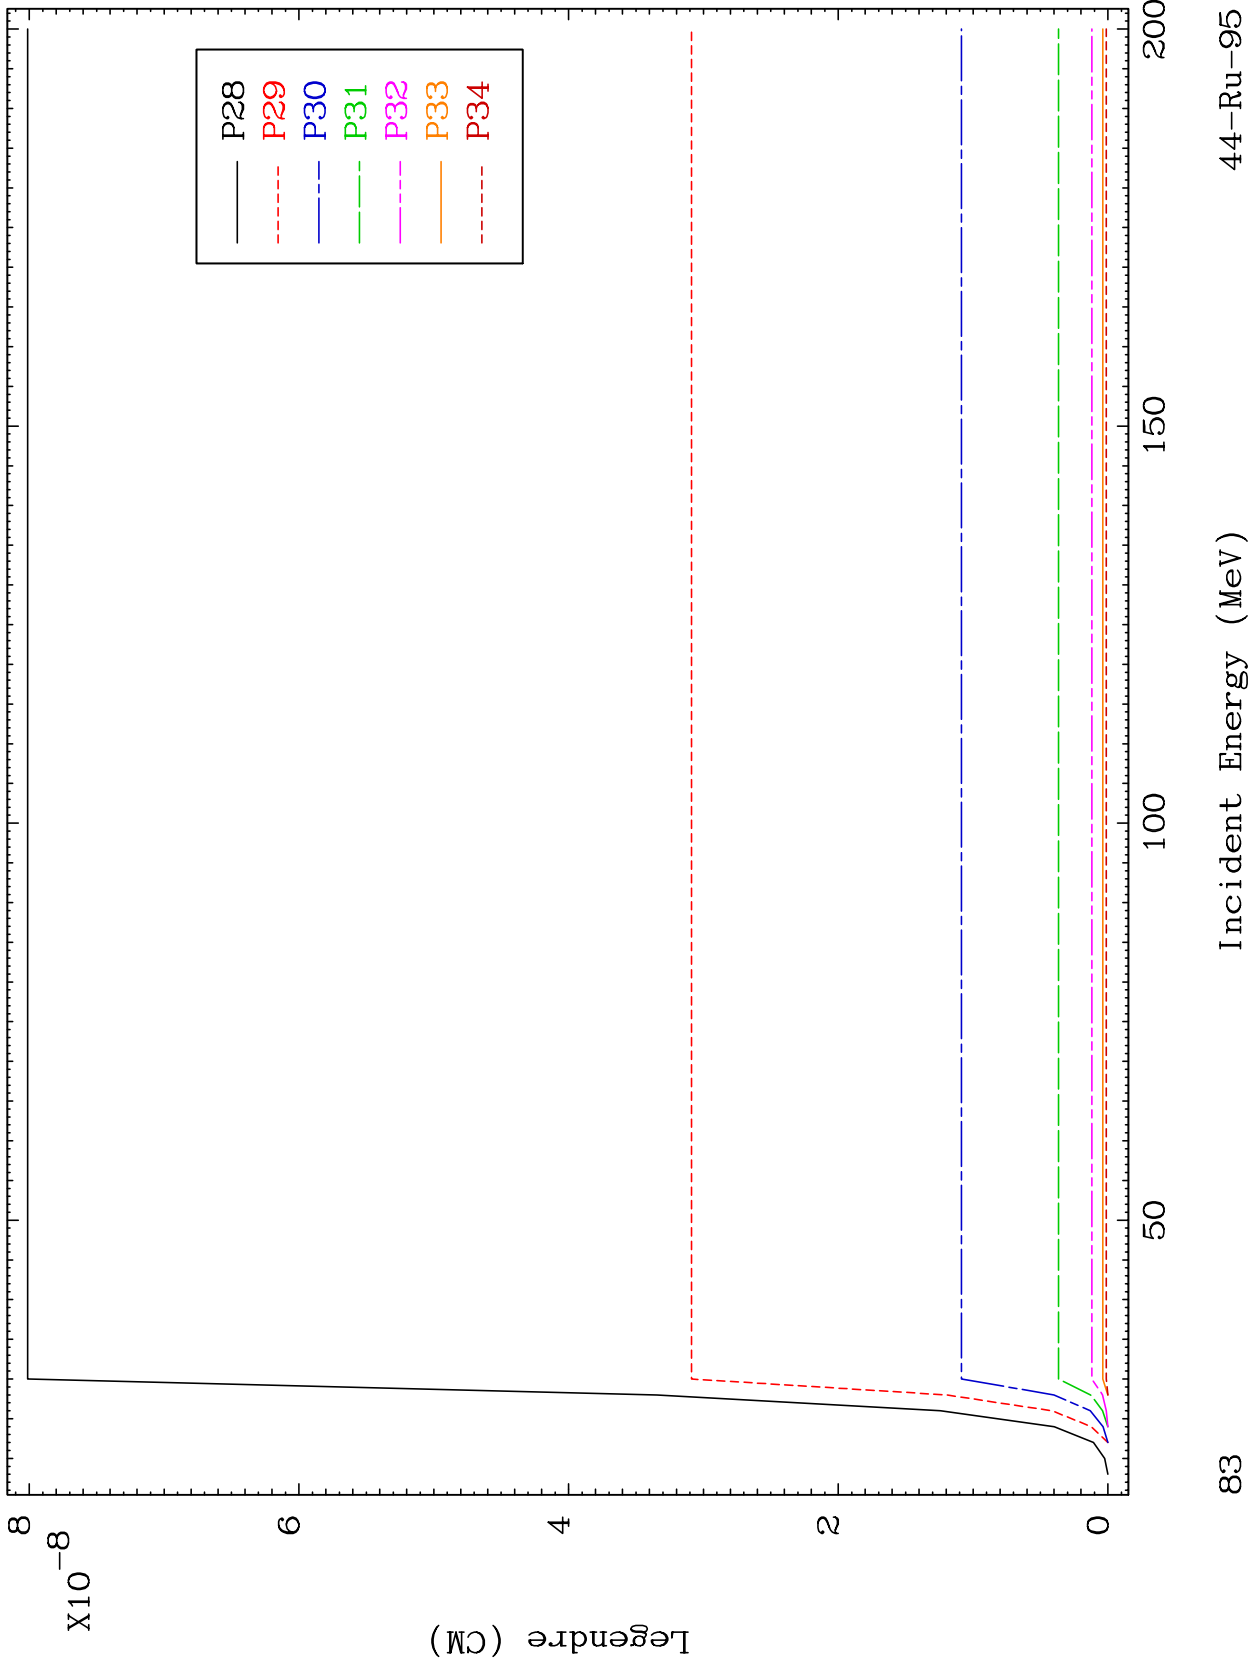 8
6
4
2
0
X10-8
Legendre (CM)
P28
P29
P30
P31
P32
P33
P34
50
100
150
200
Incident Energy (MeV)
83
44-Ru-95